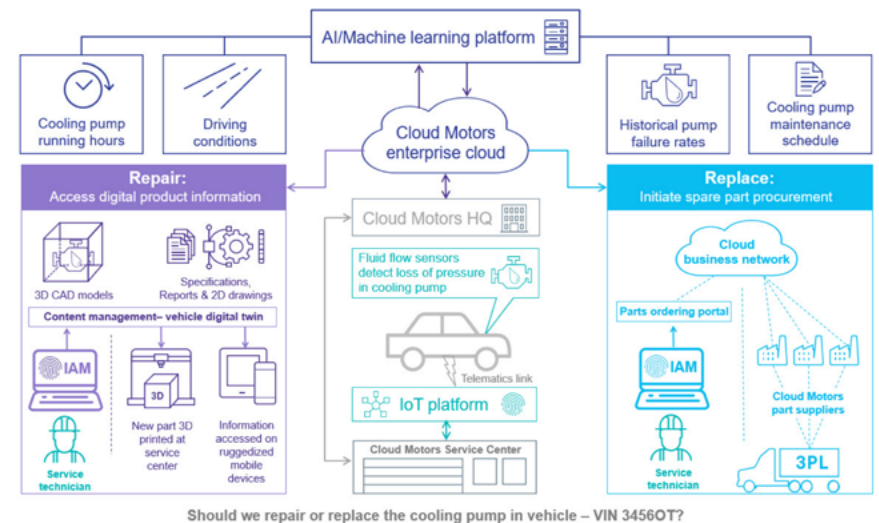 AI/Machine learning platform
Cooling pump
running hours
Driving
conditions
Historical pump
failure rates
Cooling pump
maintenance
schedule
Cloud Motors
enterprise cloud
Repair:
Access digital product information
3D CAD models
Specifications,
Reports & 2D drawings
Content management– vehicle digital twin
IAM
Service
technician
3D
New part 3D
printed at
service
center
Information
accessed on
ruggedized
mobile
devices
Cloud Motors HQ
Fluid flow sensors
detect loss of pressure
in cooling pump
Telematics link
IoT platform
Cloud Motors Service Center
Replace:
Initiate spare part procurement
Cloud
business network
Parts ordering portal
IAM
Service
technician
Cloud Motors
part suppliers
3PL
Should we repair or replace the cooling pump in vehicle – VIN 3456OT?